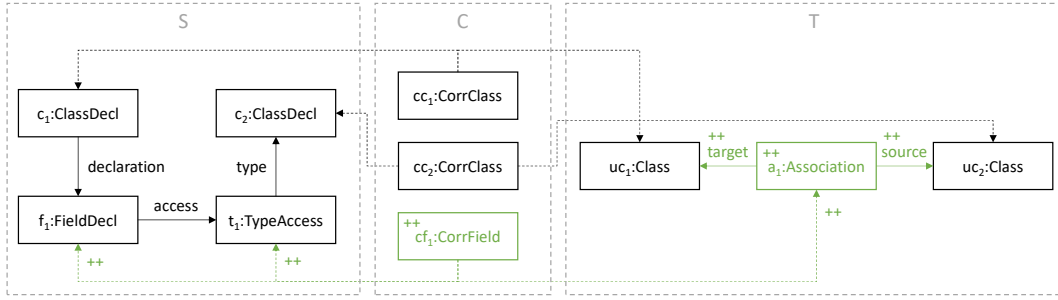 S
C
T
cc₁:CorrClass
c₁:ClassDecl
c₂:ClassDecl
++
++
declaration
type
cc₂:CorrClass
target
++
source
uc₁:Class
a₁:Association
uc₂:Class
access
f₁:FieldDecl
t₁:TypeAccess
++
cf₁:CorrField
++
++
++